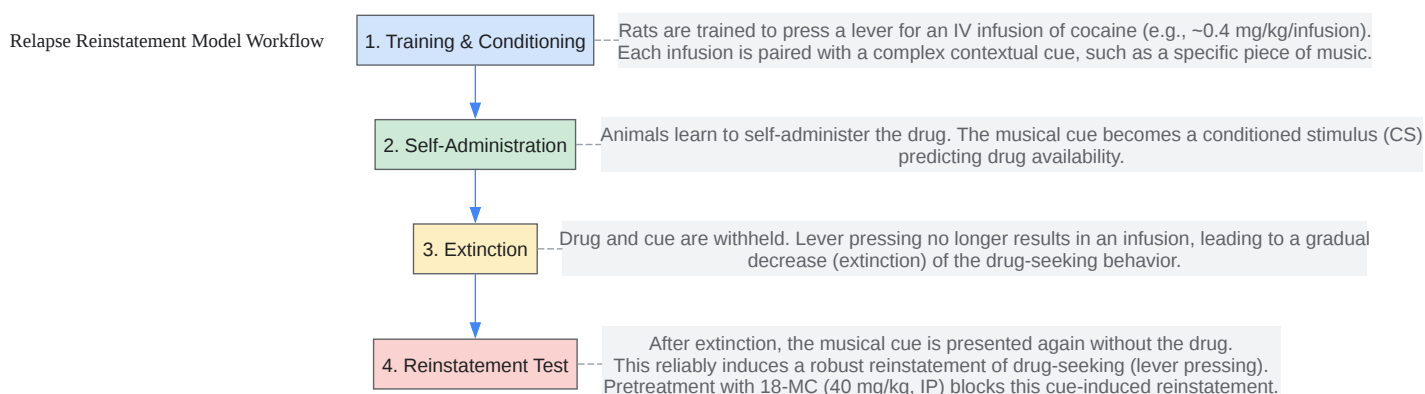 Relapse Reinstatement Model Workflow
1. Training & Conditioning
Rats are trained to press a lever for an IV infusion of cocaine (e.g., ~0.4 mg/kg/infusion).
Each infusion is paired with a complex contextual cue, such as a specific piece of music.
2. Self-Administration
Animals learn to self-administer the drug. The musical cue becomes a conditioned stimulus (CS)
predicting drug availability.
3. Extinction
Drug and cue are withheld. Lever pressing no longer results in an infusion, leading to a gradual
decrease (extinction) of the drug-seeking behavior.
4. Reinstatement Test
After extinction, the musical cue is presented again without the drug.
This reliably induces a robust reinstatement of drug-seeking (lever pressing).
Pretreatment with 18-MC (40 mg/kg, IP) blocks this cue-induced reinstatement.